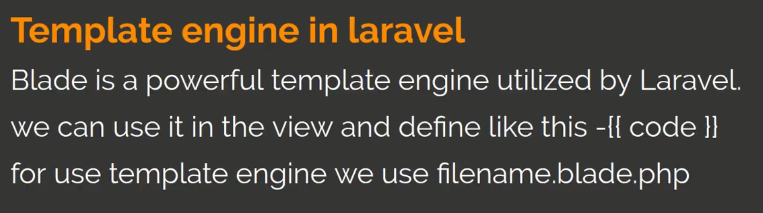 Template engine in laravel
Blade is a powerful template engine utilized by Laravel.
we can use it in the view and define like this -{{ code }}
for use template engine we use filename.blade.php